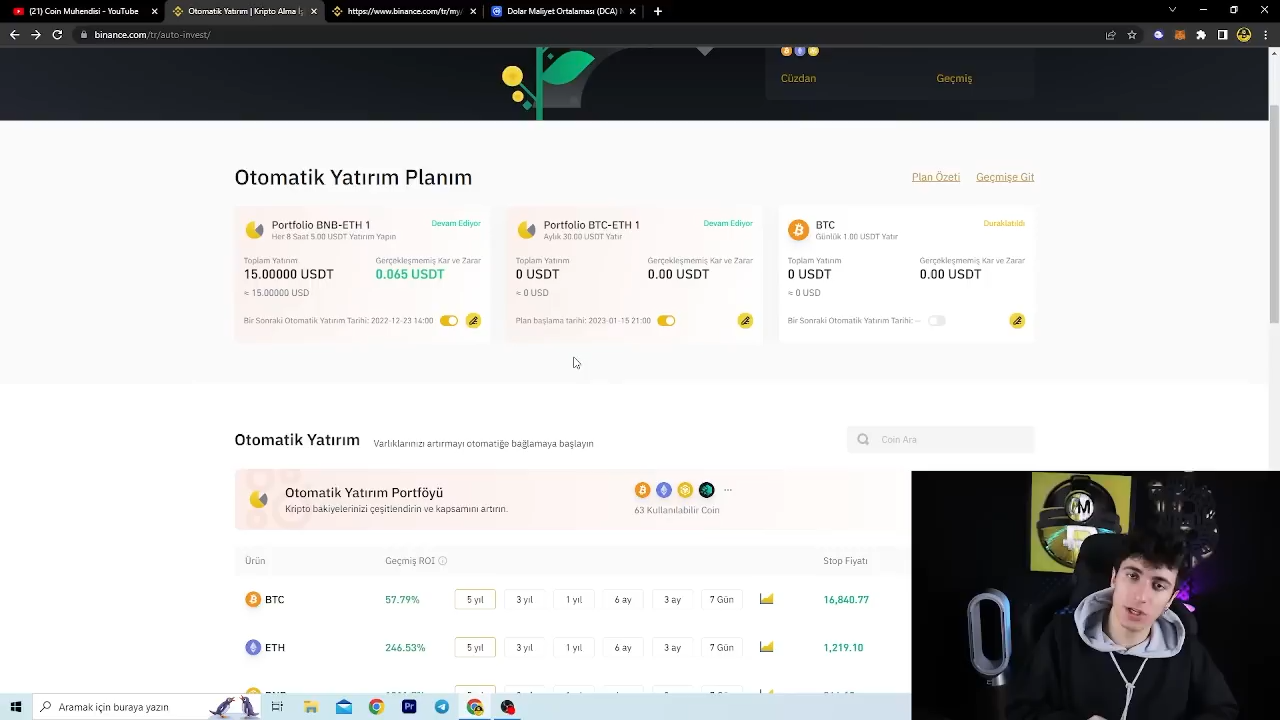 (21) Coin Muhendisi - YouTube
Otomatik Yatırım | Kripto Alma İş
https://www.binance.com/tr/my/
Dolar Maliyet Ortalaması (DCA) N
binance.com/tr/auto-invest/
Cüzdan
Geçmiş
Otomatik Yatırım Planım
Plan Özeti
Geçmişe Git
Portfolio BNB-ETH 1
Devam Ediyor
Her 8 Saat 5.00 USDT Yatırım Yapın
Toplam Yatırım
Gerçekleşmemiş Kar ve Zarar
15.00000 USDT
0.065 USDT
≈ 15.00000 USD
Bir Sonraki Otomatik Yatırım Tarihi: 2022-12-23 14:00
Portfolio BTC-ETH 1
Devam Ediyor
Aylık 30.00 USDT Yatır
Toplam Yatırım
Gerçekleşmemiş Kar ve Zarar
0 USDT
0.00 USDT
≈ 0 USD
Plan başlama tarihi: 2023-01-15 21:00
BTC
Duraklatıldı
Günlük 1.00 USDT Yatır
Toplam Yatırım
Gerçekleşmemiş Kar ve Zarar
0 USDT
0.00 USDT
≈ 0 USD
Bir Sonraki Otomatik Yatırım Tarihi: --
Otomatik Yatırım
Varlıklarınızı artırmayı otomatiğe bağlamaya başlayın
Coin Ara
Otomatik Yatırım Portföyü
Kripto bakiyelerinizi çeşitlendirin ve kapsamını artırın.
63 Kullanılabilir Coin
Ürün
Geçmiş ROI
Stop Fiyatı
BTC
57.79%
5 yıl
3 yıl
1 yıl
6 ay
3 ay
7 Gün
16,840.77
ETH
246.53%
5 yıl
3 yıl
1 yıl
6 ay
3 ay
7 Gün
1,219.10
Aramak için buraya yazın
Pr